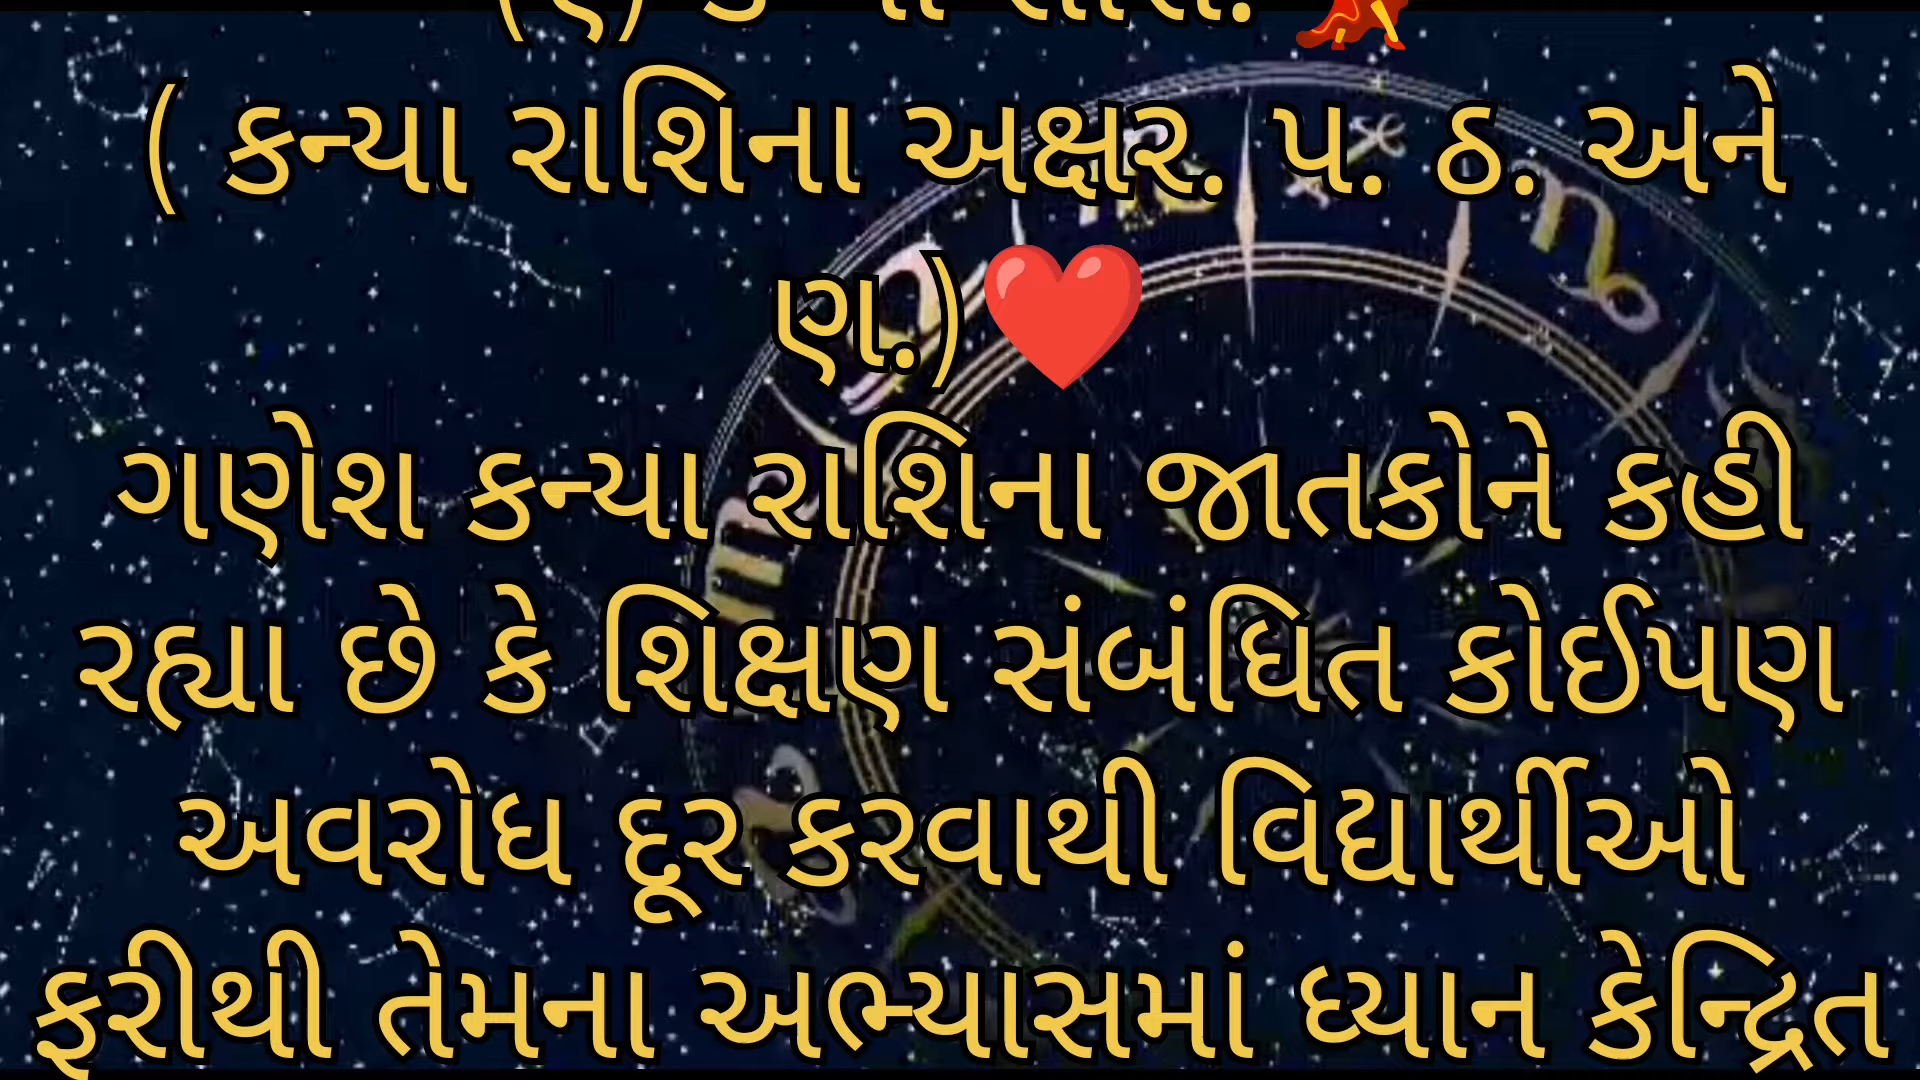 ( કન્યા રાશિના અક્ષર. પ. ઠ. અને
ણ.) ❤️
ગણેશ કન્યા રાશિના જાતકોને કહી
રહ્યા છે કે શિક્ષણ સંબંધિત કોઈપણ
અવરોધ દૂર કરવાથી વિદ્યાર્થીઓ
ફરીથી તેમના અભ્યાસમાં ધ્યાન કેન્દ્રિત